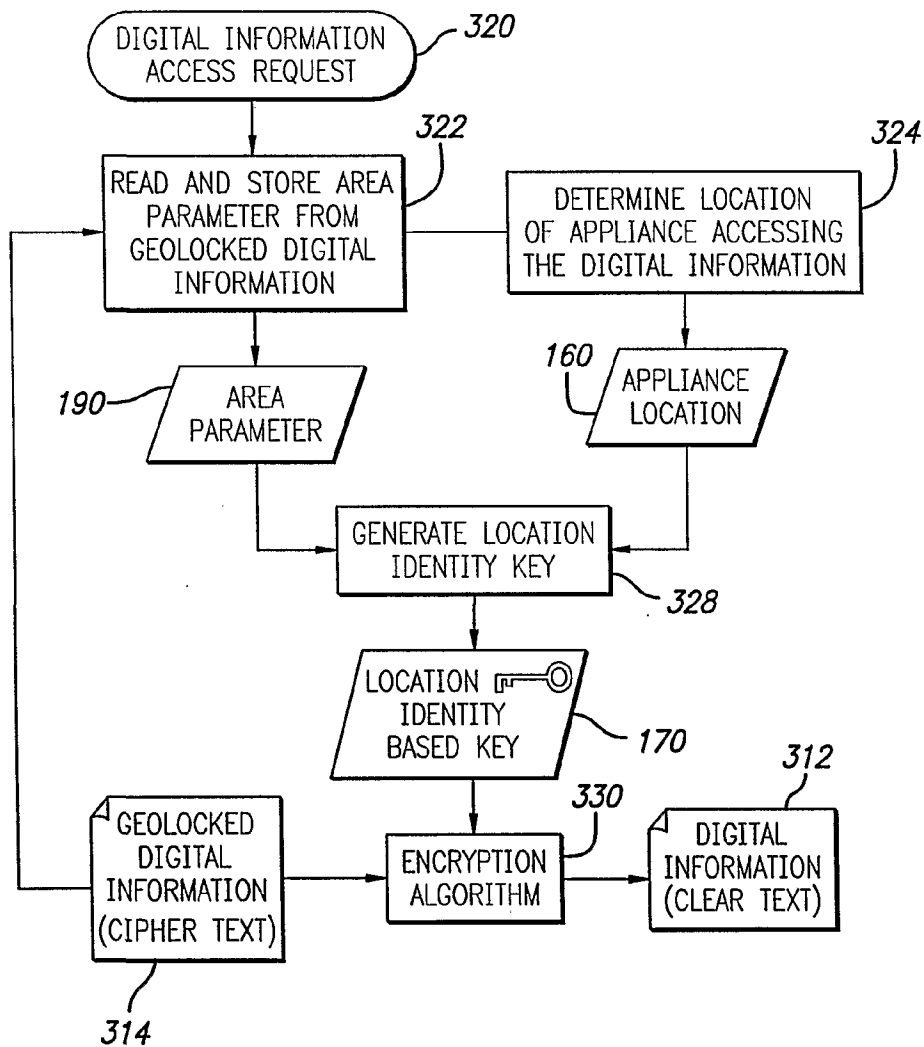 DIGITAL INFORMATION
ACCESS REQUEST
320
322
READ AND STORE AREA
PARAMETER FROM
GEOLOCKED DIGITAL
INFORMATION
324
DETERMINE LOCATION
OF APPLIANCE ACCESSING
THE DIGITAL INFORMATION
190
AREA
PARAMETER
160
APPLIANCE
LOCATION
GENERATE LOCATION
IDENTITY KEY
328
LOCATION
IDENTITY
BASED KEY
170
GEOLOCKED
DIGITAL
INFORMATION
(CIPHER TEXT)
314
330
ENCRYPTION
ALGORITHM
312
DIGITAL
INFORMATION
(CLEAR TEXT)